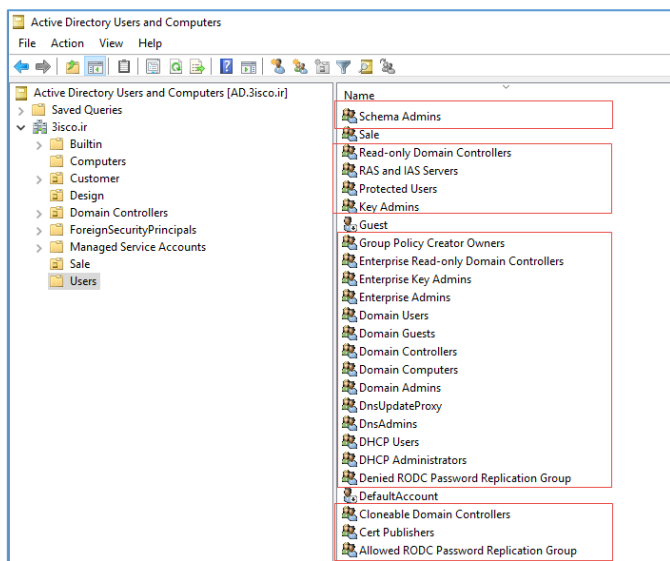 Active Directory Users and Computers
File Action View Help
Active Directory Users and Computers [AD.3isco.ir]
Saved Queries
3isco.ir
Builtin
Computers
Customer
Design
Domain Controllers
ForeignSecurityPrincipals
Managed Service Accounts
Sale
Users
Name
Schema Admins
Sale
Read-only Domain Controllers
RAS and IAS Servers
Protected Users
Key Admins
Guest
Group Policy Creator Owners
Enterprise Read-only Domain Controllers
Enterprise Key Admins
Enterprise Admins
Domain Users
Domain Guests
Domain Controllers
Domain Computers
Domain Admins
DnsUpdateProxy
DnsAdmins
DHCP Users
DHCP Administrators
Denied RODC Password Replication Group
DefaultAccount
Cloneable Domain Controllers
Cert Publishers
Allowed RODC Password Replication Group